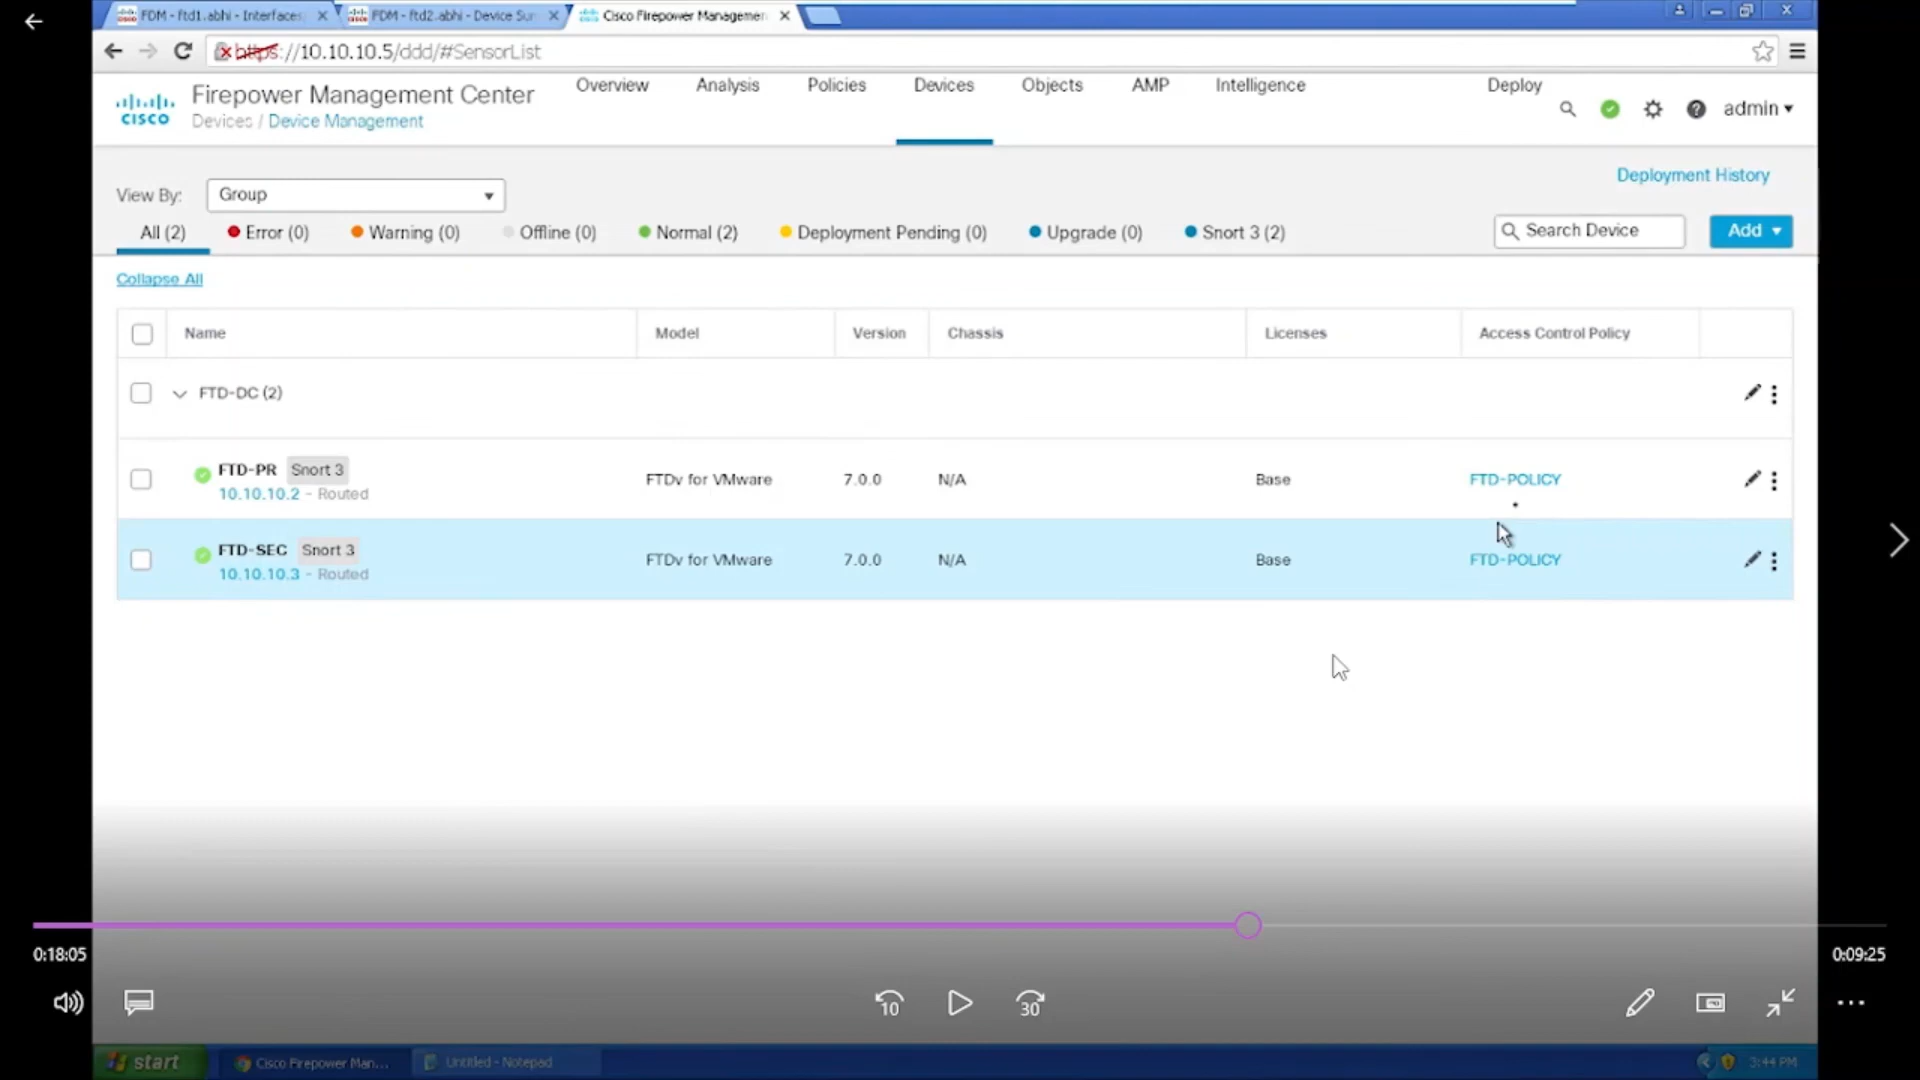 FDM - ftd1.abhi - Interfaces
FDM - ftd2.abhi - Device Sur
Cisco Firepower Managemen
https://10.10.10.5/ddd/#SensorList
CISCO
Firepower Management Center
Devices / Device Management
Overview
Analysis
Policies
Devices
Objects
AMP
Intelligence
Deploy
admin
Deployment History
View By:
Group
All (2)
Error (0)
Warning (0)
Offline (0)
Normal (2)
Deployment Pending (0)
Upgrade (0)
Snort 3 (2)
Search Device
Add
Collapse All
Name
Model
Version
Chassis
Licenses
Access Control Policy
FTD-DC (2)
FTD-PR Snort 3
10.10.10.2 - Routed
FTDv for VMware
7.0.0
N/A
Base
FTD-POLICY
FTD-SEC Snort 3
10.10.10.3 - Routed
FTDv for VMware
7.0.0
N/A
Base
FTD-POLICY
0:18:05
0:09:25
10
30
start
Cisco Firepower Man...
Untitled - Notepad
3:44 PM